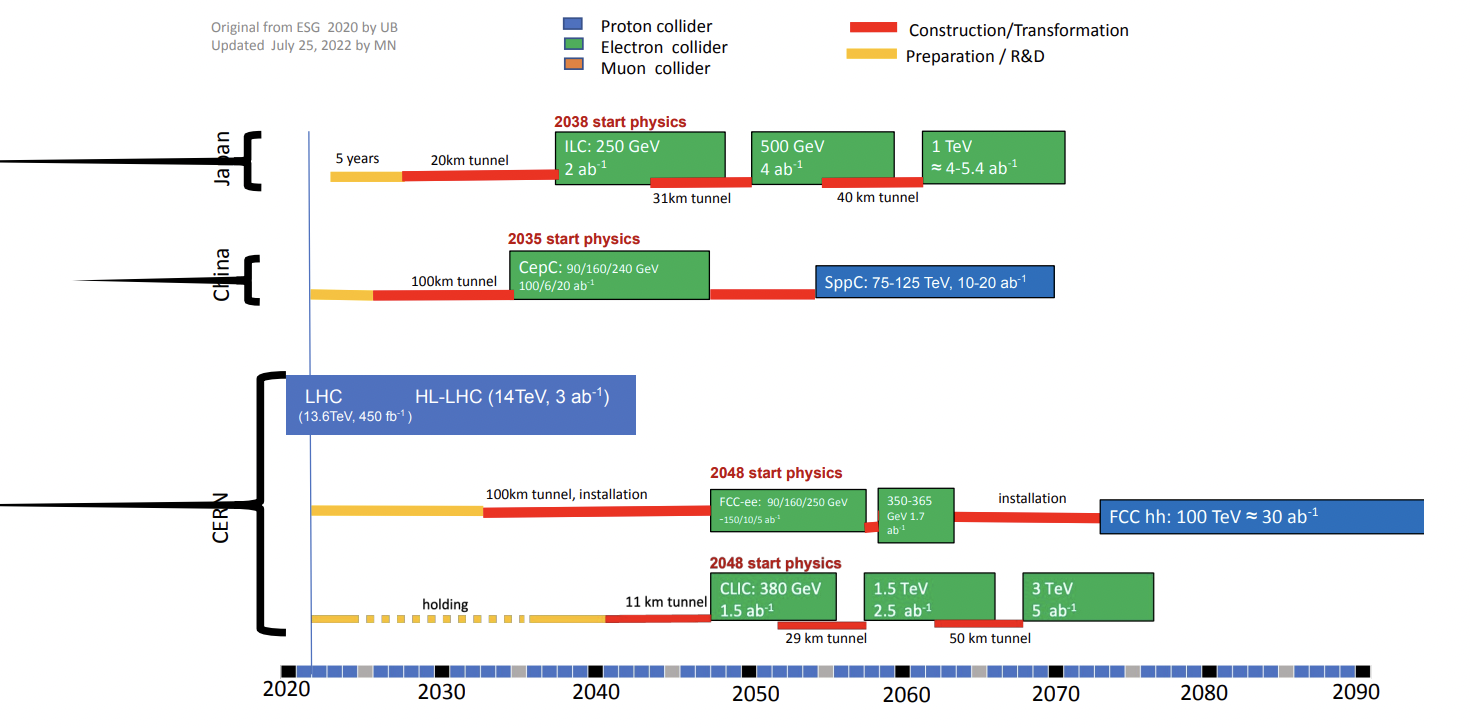 Original from ESG 2020 by UB
Updated July 25, 2022 by MN
Proton collider
Electron collider
Muon collider
Construction/Transformation
Preparation / R&D
Japan
2038 start physics
5 years
20km tunnel
ILC: 250 GeV
2 ab⁻¹
500 GeV
4 ab⁻¹
1 TeV
≈ 4-5.4 ab⁻¹
31km tunnel
40 km tunnel
China
2035 start physics
100km tunnel
CepC: 90/160/240 GeV
100/6/20 ab⁻¹
SppC: 75-125 TeV, 10-20 ab⁻¹
CERN
LHC
(13.6TeV, 450 fb⁻¹ )
HL-LHC (14TeV, 3 ab⁻¹)
2048 start physics
100km tunnel, installation
FCC-ee: 90/160/250 GeV
~150/10/5 ab⁻¹
350-365
GeV 1.7
ab⁻¹
installation
FCC hh: 100 TeV ≈ 30 ab⁻¹
2048 start physics
holding
11 km tunnel
CLIC: 380 GeV
1.5 ab⁻¹
1.5 TeV
2.5 ab⁻¹
3 TeV
5 ab⁻¹
29 km tunnel
50 km tunnel
2020 2030 2040 2050 2060 2070 2080 2090